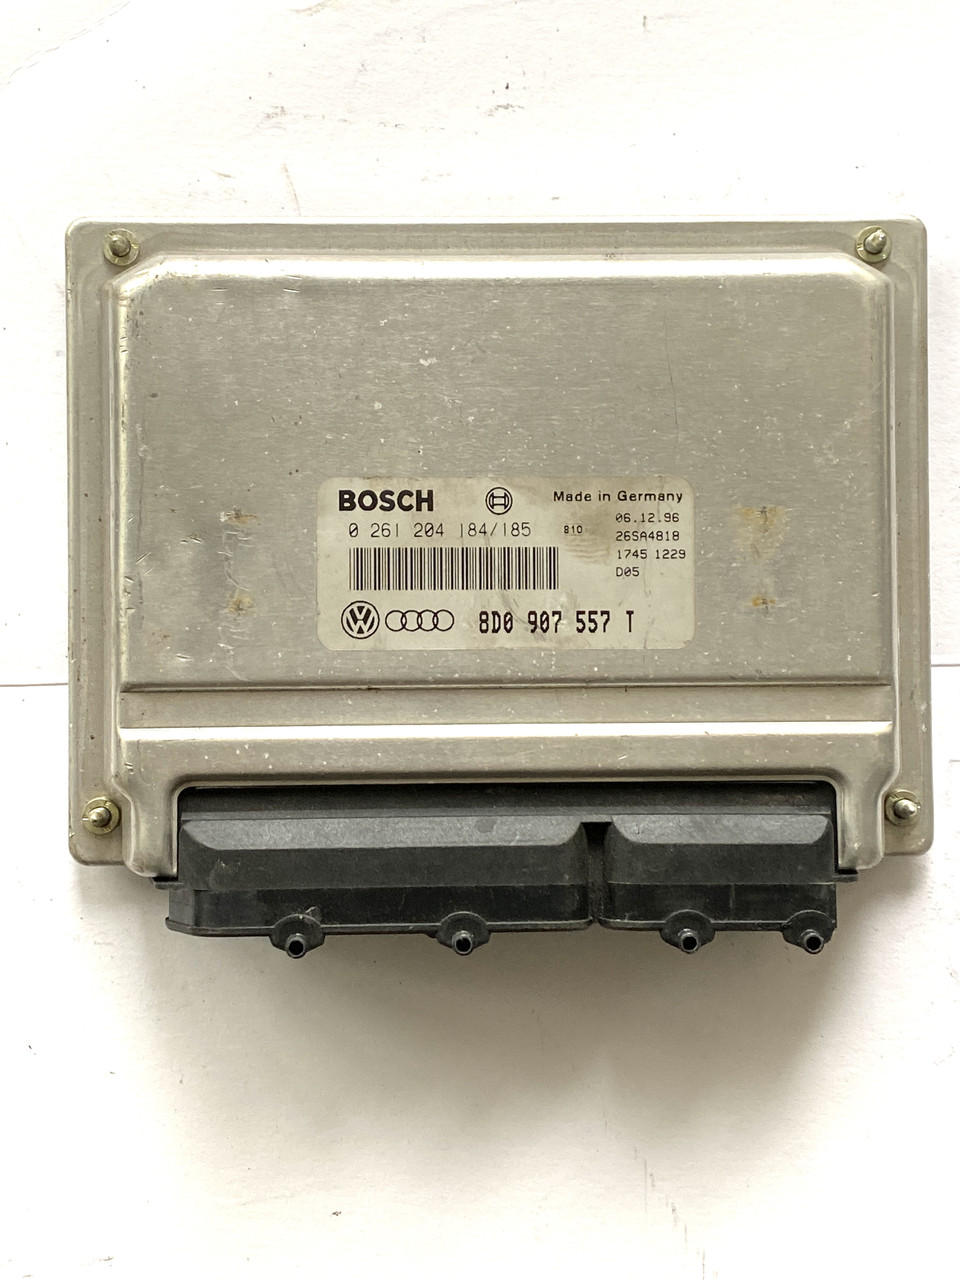 BOSCH
Made in Germany
0 261 204 184/185
810
06.12.96
26SA4818
1745 1229
D05
VW
8D0 907 557 T